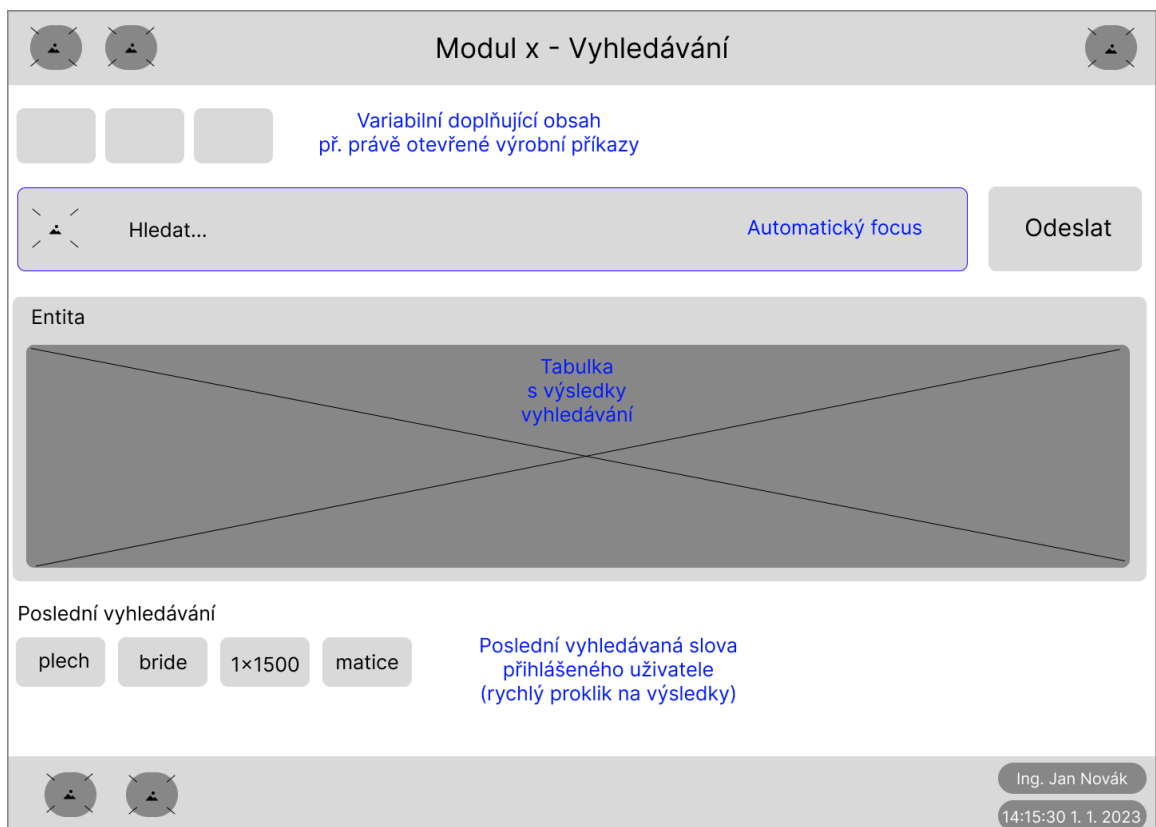 Modul x - Vyhledávání
Variabilní doplňující obsah
př. právě otevřené výrobní příkazy
Hledat...
Automatický focus
Odeslat
Entita
Tabulka
s výsledky
vyhledávání
Poslední vyhledávání
plech
bride
1×1500
matice
Poslední vyhledávaná slova
přihlášeného uživatele
(rychlý proklik na výsledky)
Ing. Jan Novák
14:15:30 1. 1. 2023